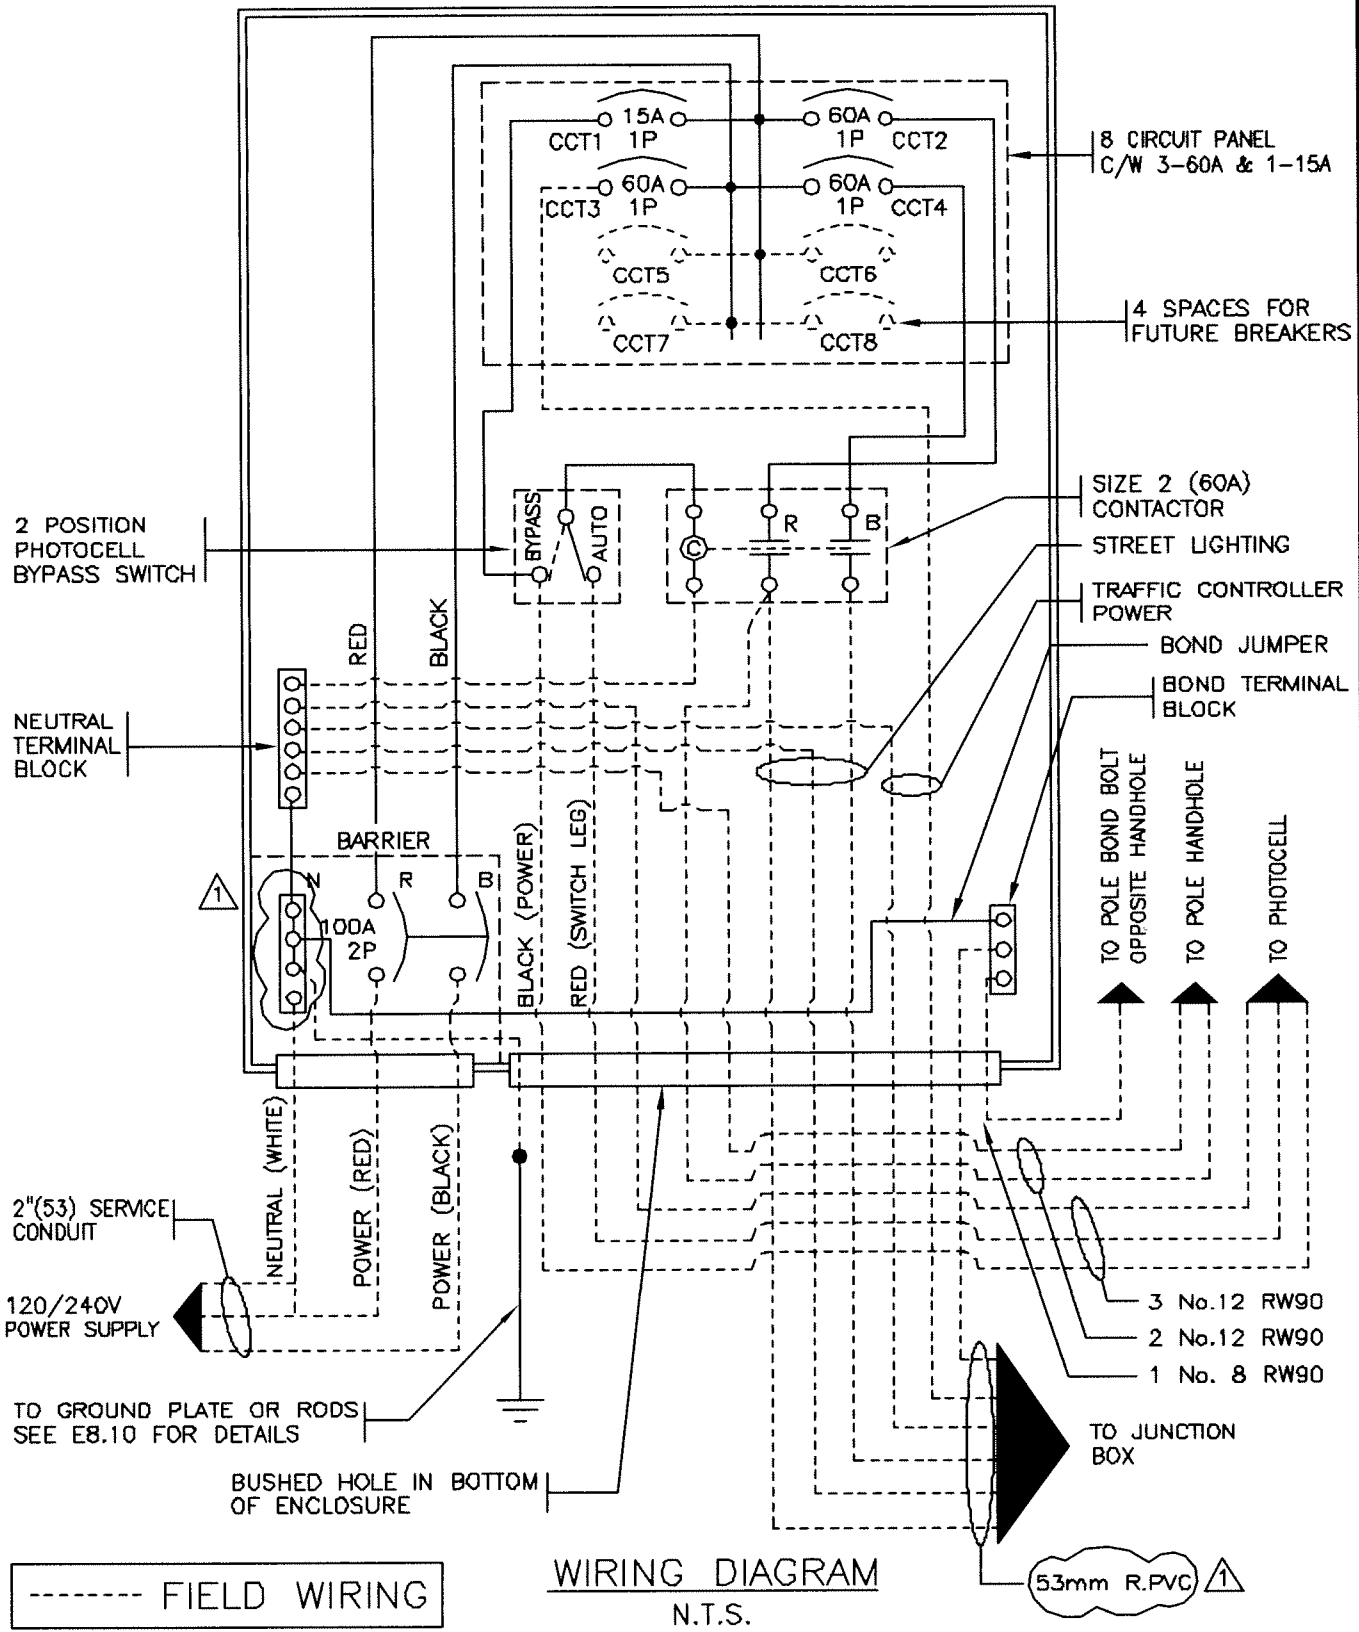 15A
1P
CCT1
60A
1P
CCT2
60A
1P
CCT3
60A
1P
CCT4
CCT5
CCT6
CCT7
CCT8
8 CIRCUIT PANEL
C/W 3-60A & 1-15A
4 SPACES FOR
FUTURE BREAKERS
2 POSITION
PHOTOCELL
BYPASS SWITCH
BYPASS
AUTO
C
R
B
SIZE 2 (60A)
CONTACTOR
STREET LIGHTING
TRAFFIC CONTROLLER
POWER
BOND JUMPER
BOND TERMINAL
BLOCK
RED
BLACK
NEUTRAL
TERMINAL
BLOCK
BARRIER
1
N
R
B
100A
2P
BLACK (POWER)
RED (SWITCH LEG)
TO POLE BOND BOLT
OPPOSITE HANDHOLE
TO POLE HANDHOLE
TO PHOTOCELL
NEUTRAL (WHITE)
POWER (RED)
POWER (BLACK)
2"(53) SERVICE
CONDUIT
120/240V
POWER SUPPLY
3 No.12 RW90
2 No.12 RW90
1 No. 8 RW90
TO GROUND PLATE OR RODS
SEE E8.10 FOR DETAILS
BUSHED HOLE IN BOTTOM
OF ENCLOSURE
TO JUNCTION
BOX
FIELD WIRING
WIRING DIAGRAM
N.T.S.
53mm R.PVC
1